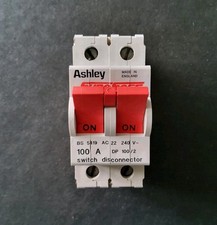 Ashley
MADE IN
ENGLAND
ON
ON
BS 5419 AC 22 240 V~
100 A DP 100/2
switch disconnector